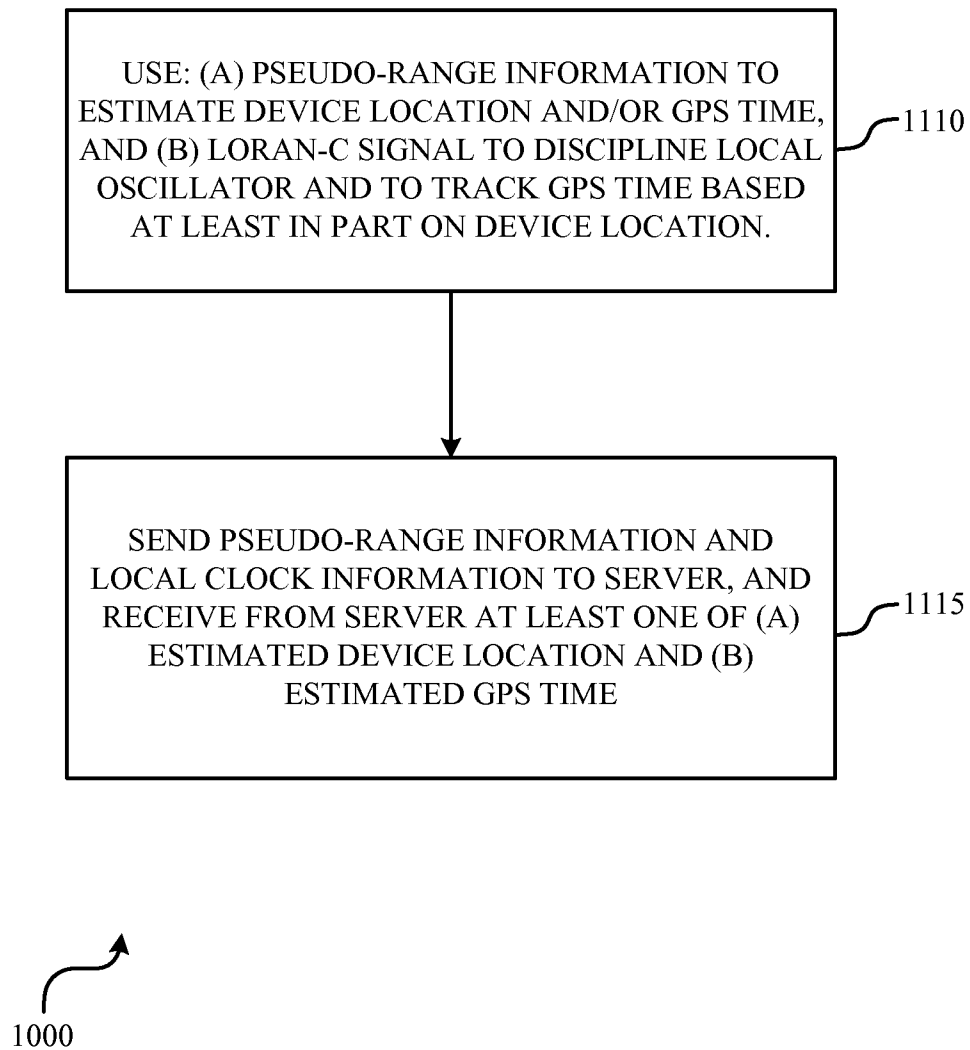 USE: (A) PSEUDO-RANGE INFORMATION TO
ESTIMATE DEVICE LOCATION AND/OR GPS TIME,
AND (B) LORAN-C SIGNAL TO DISCIPLINE LOCAL
OSCILLATOR AND TO TRACK GPS TIME BASED
AT LEAST IN PART ON DEVICE LOCATION.
1110
SEND PSEUDO-RANGE INFORMATION AND
LOCAL CLOCK INFORMATION TO SERVER, AND
RECEIVE FROM SERVER AT LEAST ONE OF (A)
ESTIMATED DEVICE LOCATION AND (B)
ESTIMATED GPS TIME
1115
1000